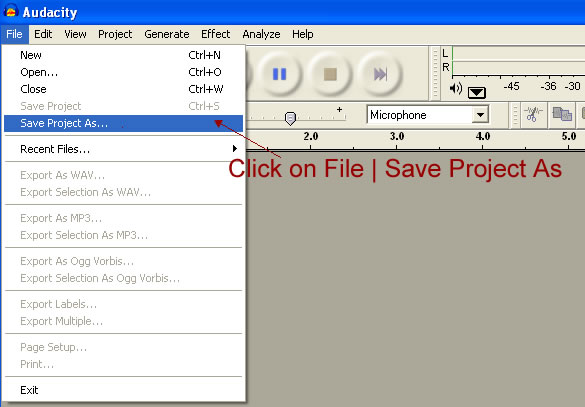 Audacity
File Edit View Project Generate Effect Analyze Help
New Ctrl+N
Open... Ctrl+O
Close Ctrl+W
Save Project Ctrl+S
Save Project As...
Recent Files...
Export As WAV...
Export Selection As WAV...
Export As MP3...
Export Selection As MP3...
Export As Ogg Vorbis...
Export Selection As Ogg Vorbis...
Export Labels...
Export Multiple...
Page Setup...
Print...
Exit
L
R
-45 -36 -30
- +
Microphone
2.0 3.0 4.0 5.0
Click on File | Save Project As